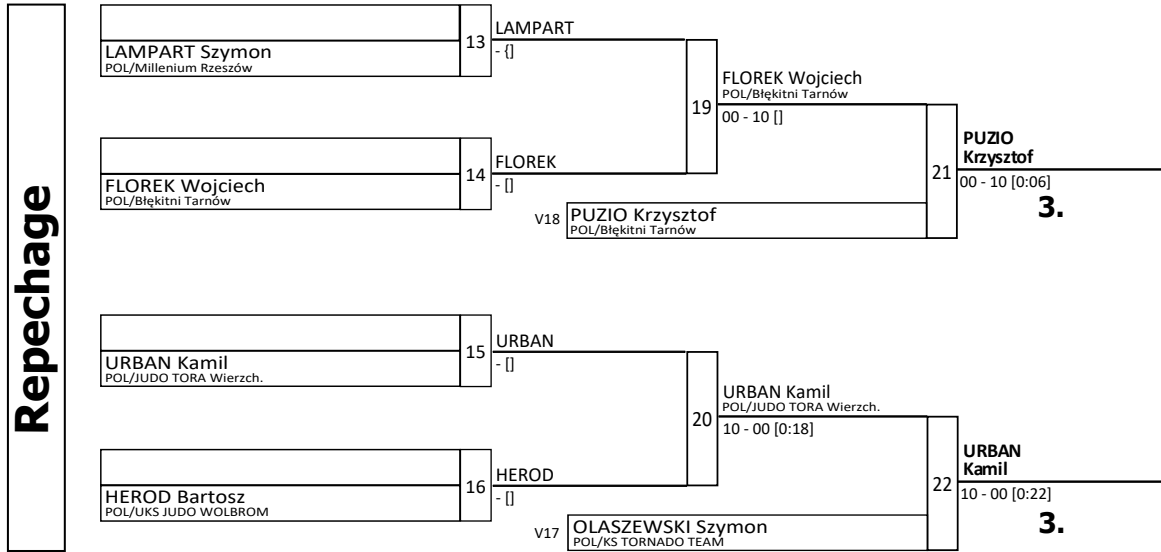 Repechage
LAMPART Szymon
POL/Millenium Rzeszów
13
LAMPART
- {]
FLOREK Wojciech
POL/Błękitni Tarnów
14
FLOREK
- []
19
FLOREK Wojciech
POL/Błękitni Tarnów
00 - 10 []
V18
PUZIO Krzysztof
POL/Błękitni Tarnów
21
PUZIO
Krzysztof
00 - 10 [0:06]
3.
URBAN Kamil
POL/JUDO TORA Wierzch.
15
URBAN
- []
HEROD Bartosz
POL/UKS JUDO WOLBROM
16
HEROD
- []
20
URBAN Kamil
POL/JUDO TORA Wierzch.
10 - 00 [0:18]
V17
OLASZEWSKI Szymon
POL/KS TORNADO TEAM
22
URBAN
Kamil
10 - 00 [0:22]
3.